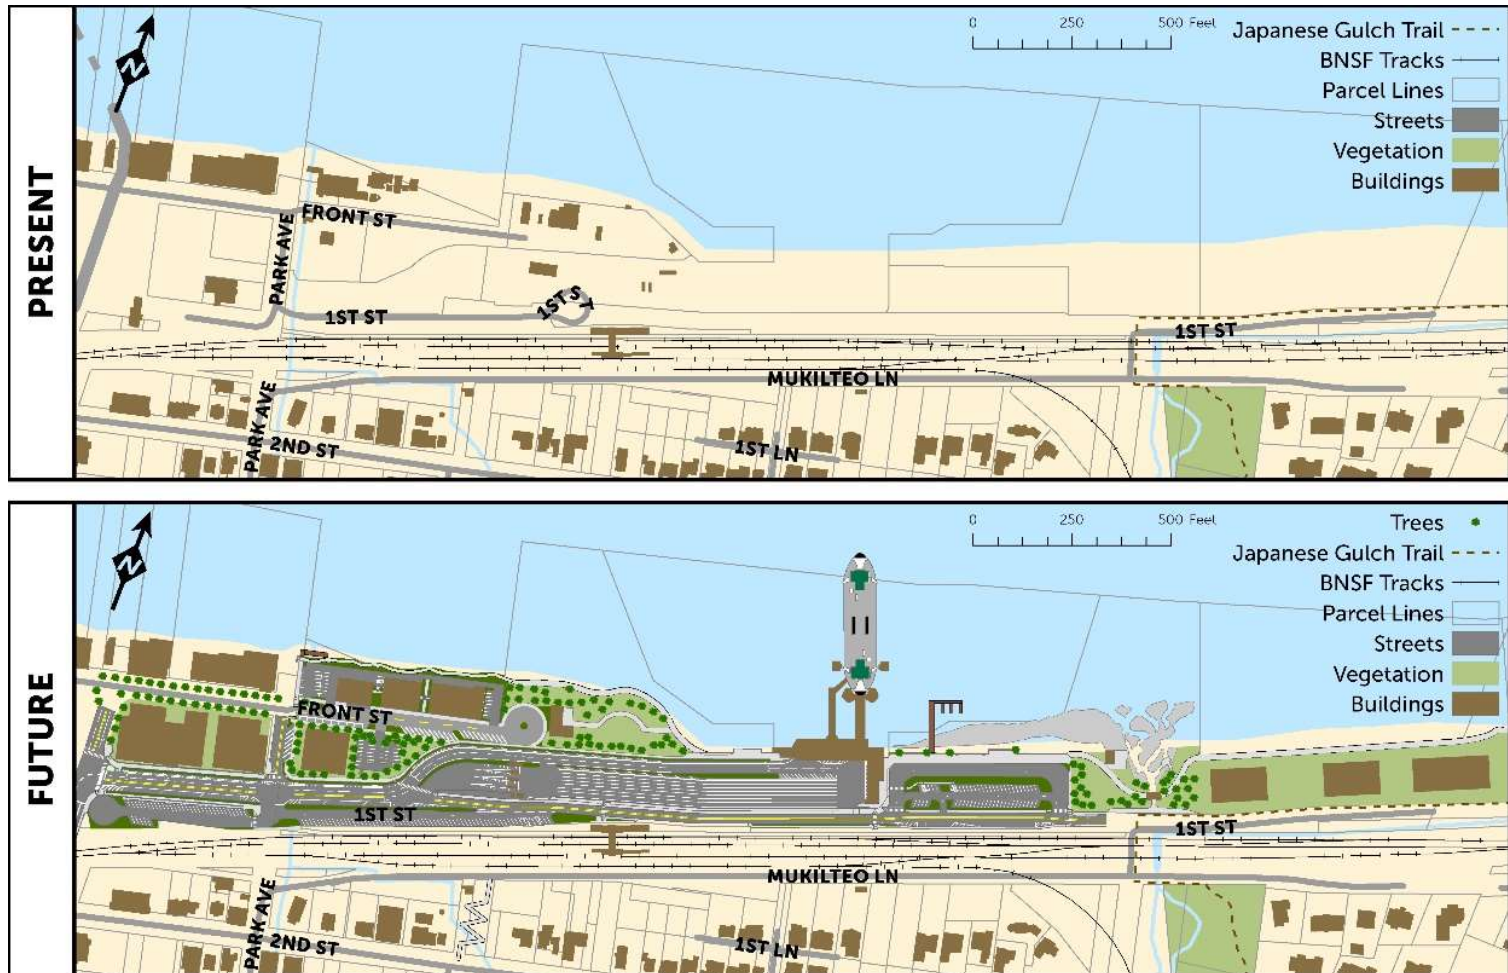 PRESENT
N
0 250 500 Feet
Japanese Gulch Trail
BNSF Tracks
Parcel Lines
Streets
Vegetation
Buildings
FRONT ST
PARK AVE
1ST ST
1ST ST
1ST ST
MUKILTEO LN
PARK AVE
2ND ST
1ST LN
FUTURE
N
0 250 500 Feet
Trees
Japanese Gulch Trail
BNSF Tracks
Parcel Lines
Streets
Vegetation
Buildings
FRONT ST
1ST ST
1ST ST
MUKILTEO LN
PARK AVE
2ND ST
1ST LN